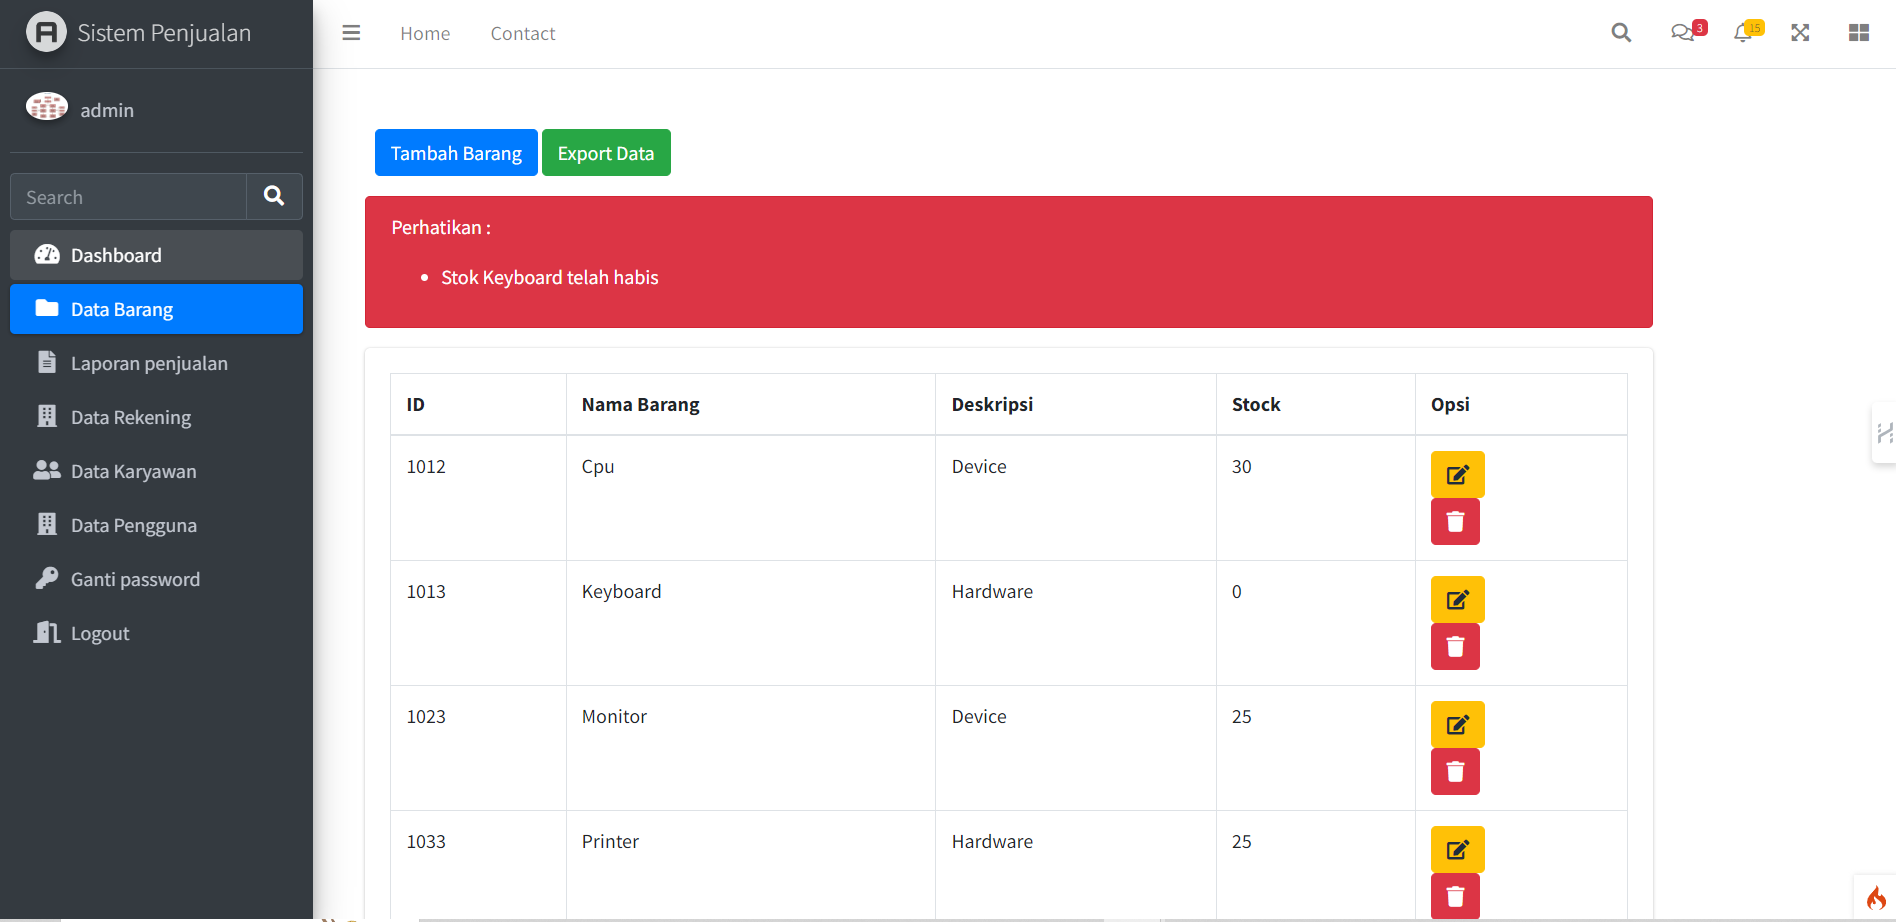 Sistem Penjualan
Home Contact
3
15
admin
Search
Dashboard
Data Barang
Laporan penjualan
Data Rekening
Data Karyawan
Data Pengguna
Ganti password
Logout
Tambah Barang Export Data
Perhatikan :
• Stok Keyboard telah habis
ID Nama Barang Deskripsi Stock Opsi
1012 Cpu Device 30
1013 Keyboard Hardware 0
1023 Monitor Device 25
1033 Printer Hardware 25